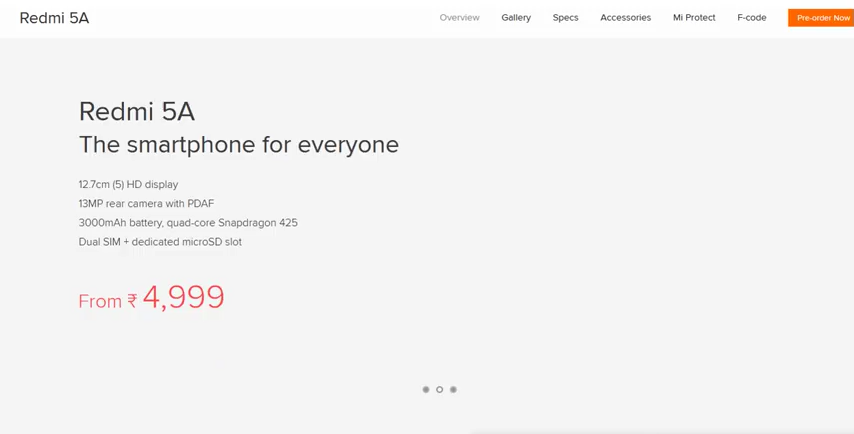 Redmi 5A
Overview Gallery Specs Accessories Mi Protect F-code Pre-order Now
Redmi 5A
The smartphone for everyone
12.7cm (5) HD display
13MP rear camera with PDAF
3000mAh battery, quad-core Snapdragon 425
Dual SIM + dedicated microSD slot
From ₹ 4,999